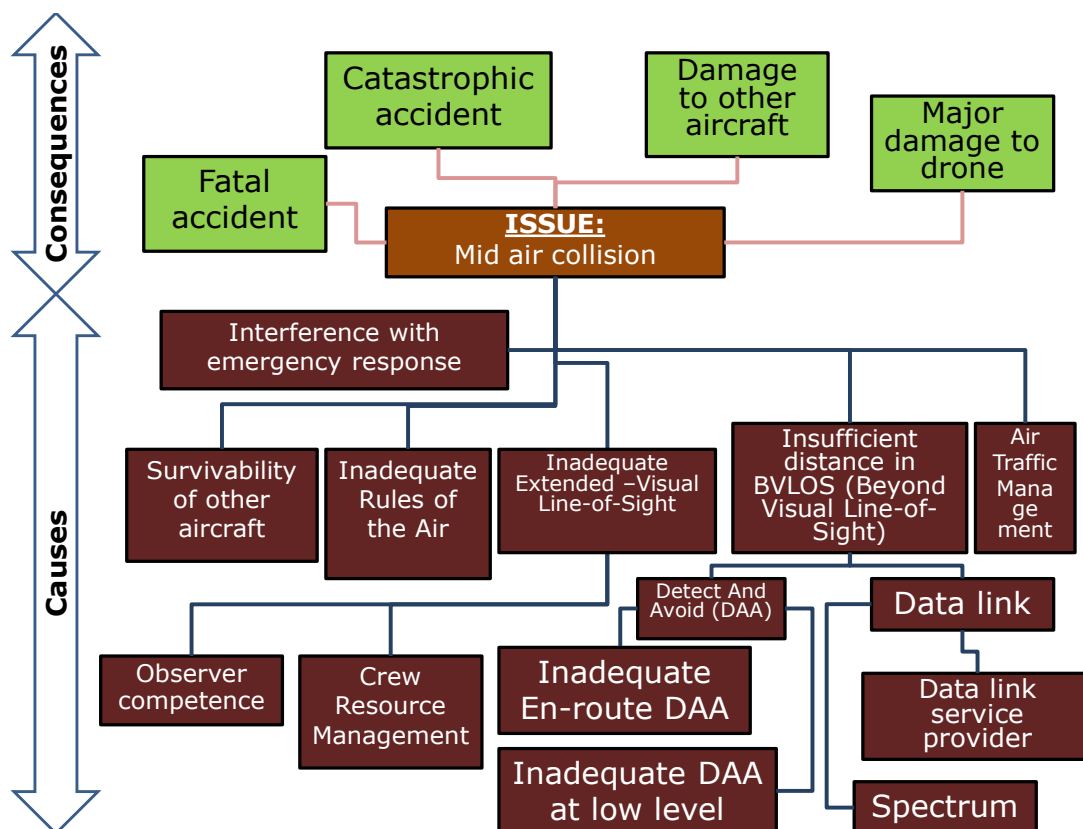 Consequences
Catastrophic
accident
Damage
to other
aircraft
Major
damage to
drone
Fatal
accident
ISSUE:
Mid air collision
Causes
Interference with
emergency response
Survivability
of other
aircraft
Inadequate
Rules of
the Air
Inadequate
Extended –Visual
Line-of-Sight
Insufficient
distance in
BVLOS (Beyond
Visual Line-of-
Sight)
Air
Traffic
Mana
ge
ment
Detect And
Avoid (DAA)
Data link
Observer
competence
Crew
Resource
Management
Inadequate
En-route DAA
Data link
service
provider
Inadequate DAA
at low level
Spectrum